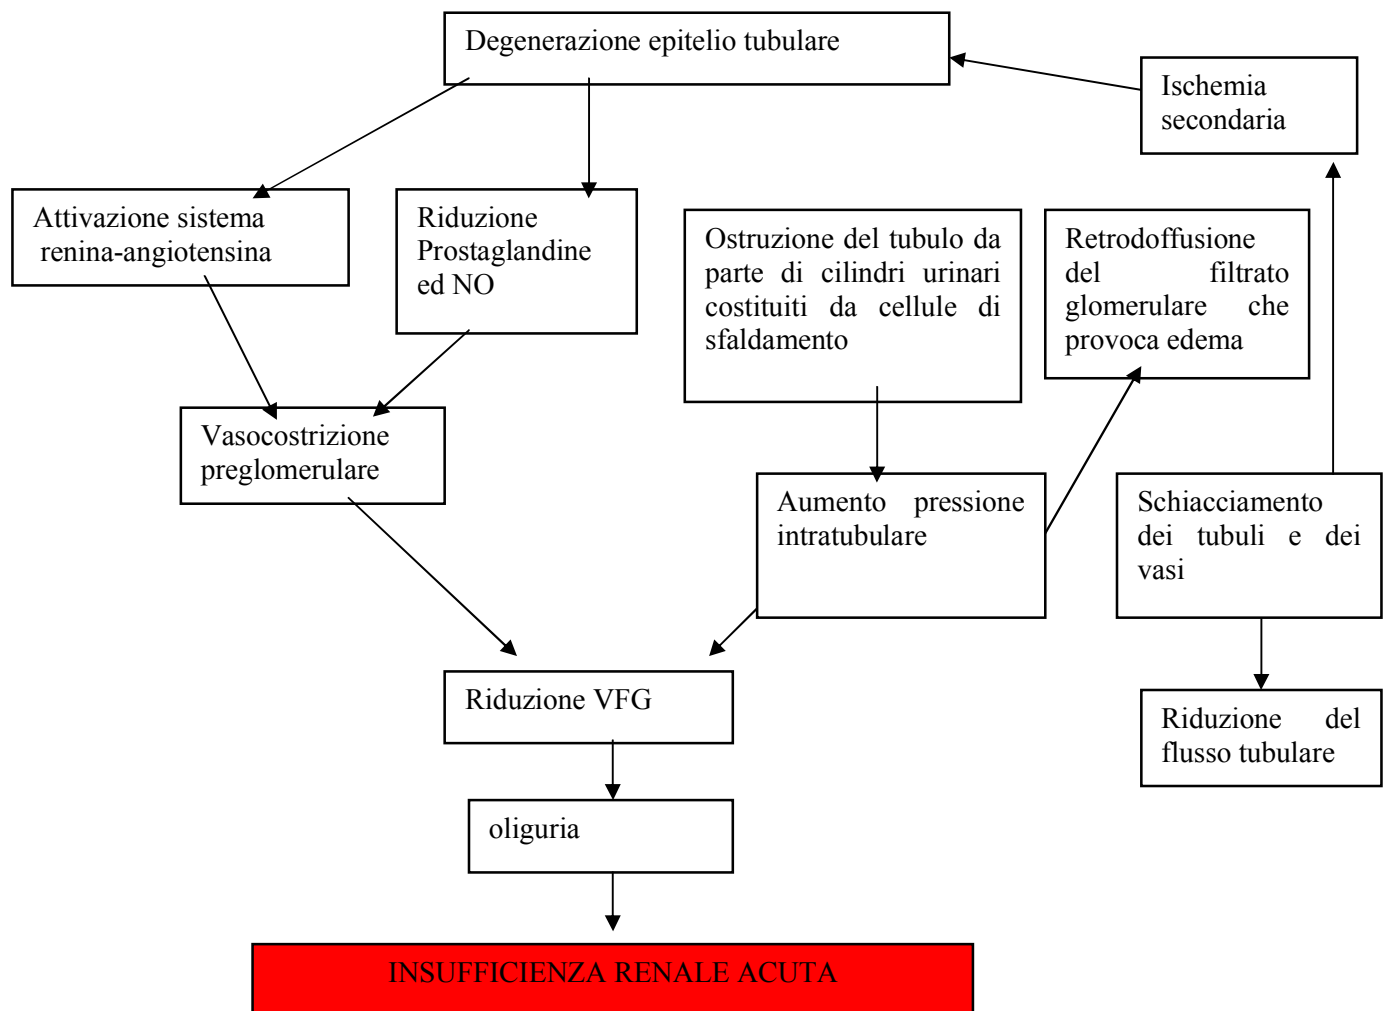 Degenerazione epitelio tubulare
Ischemia
secondaria
Attivazione sistema
renina-angiotensina
Riduzione
Prostaglandine
ed NO
Ostruzione del tubulo da
parte di cilindri urinari
costituiti da cellule di
sfaldamento
Retrodoffusione
del filtrato
glomerulare che
provoca edema
Vasocostrizione
preglomerulare
Aumento pressione
intratubulare
Schiacciamento
dei tubuli e dei
vasi
Riduzione VFG
Riduzione del
flusso tubulare
oliguria
INSUFFICIENZA RENALE ACUTA